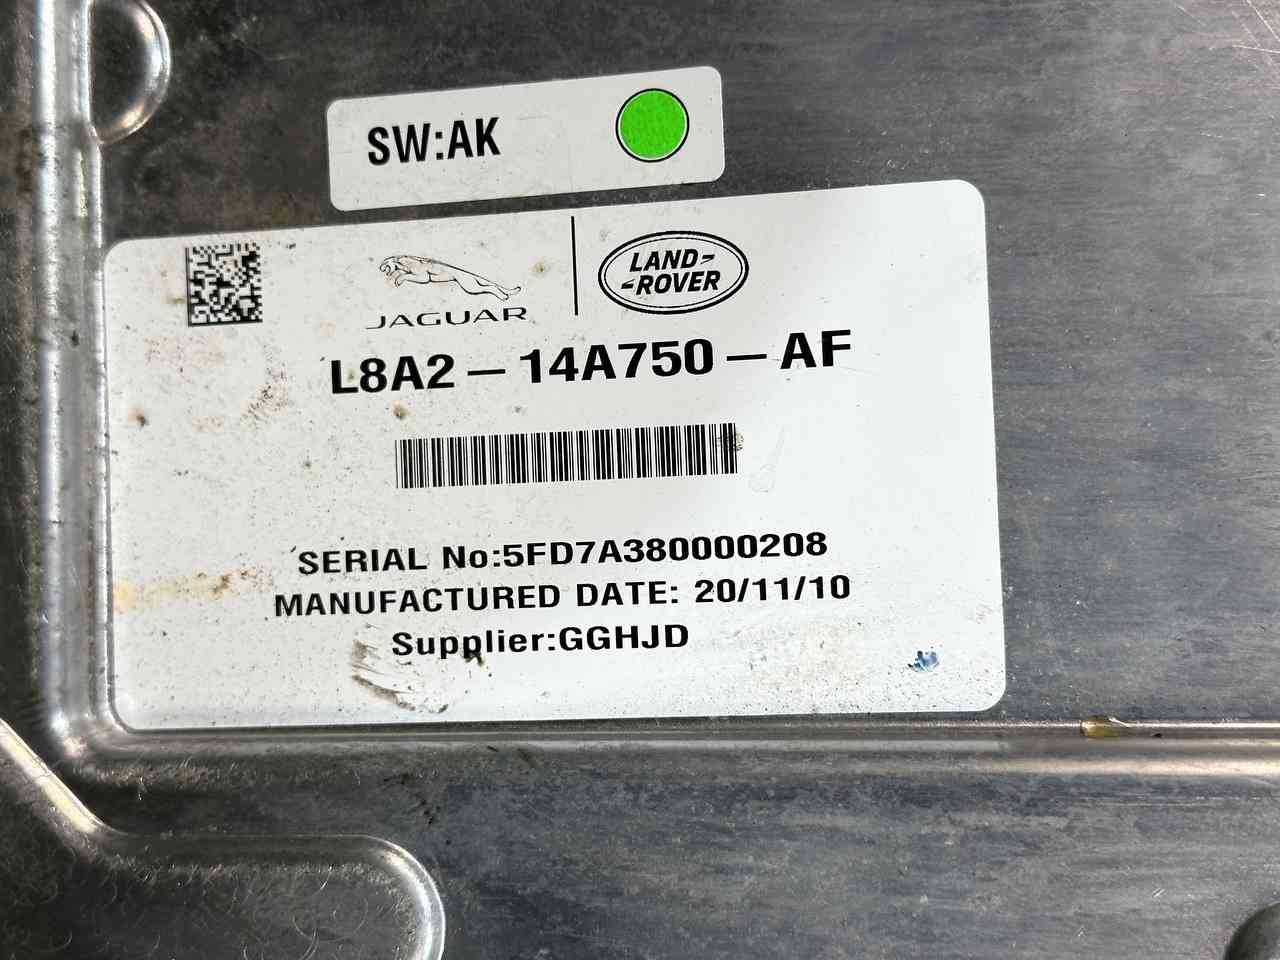 SW:AK
JAGUAR
LAND-
-ROVER
L8A2-14A750-AF
SERIAL No:5FD7A380000208
MANUFACTURED DATE: 20/11/10
Supplier:GGHJD